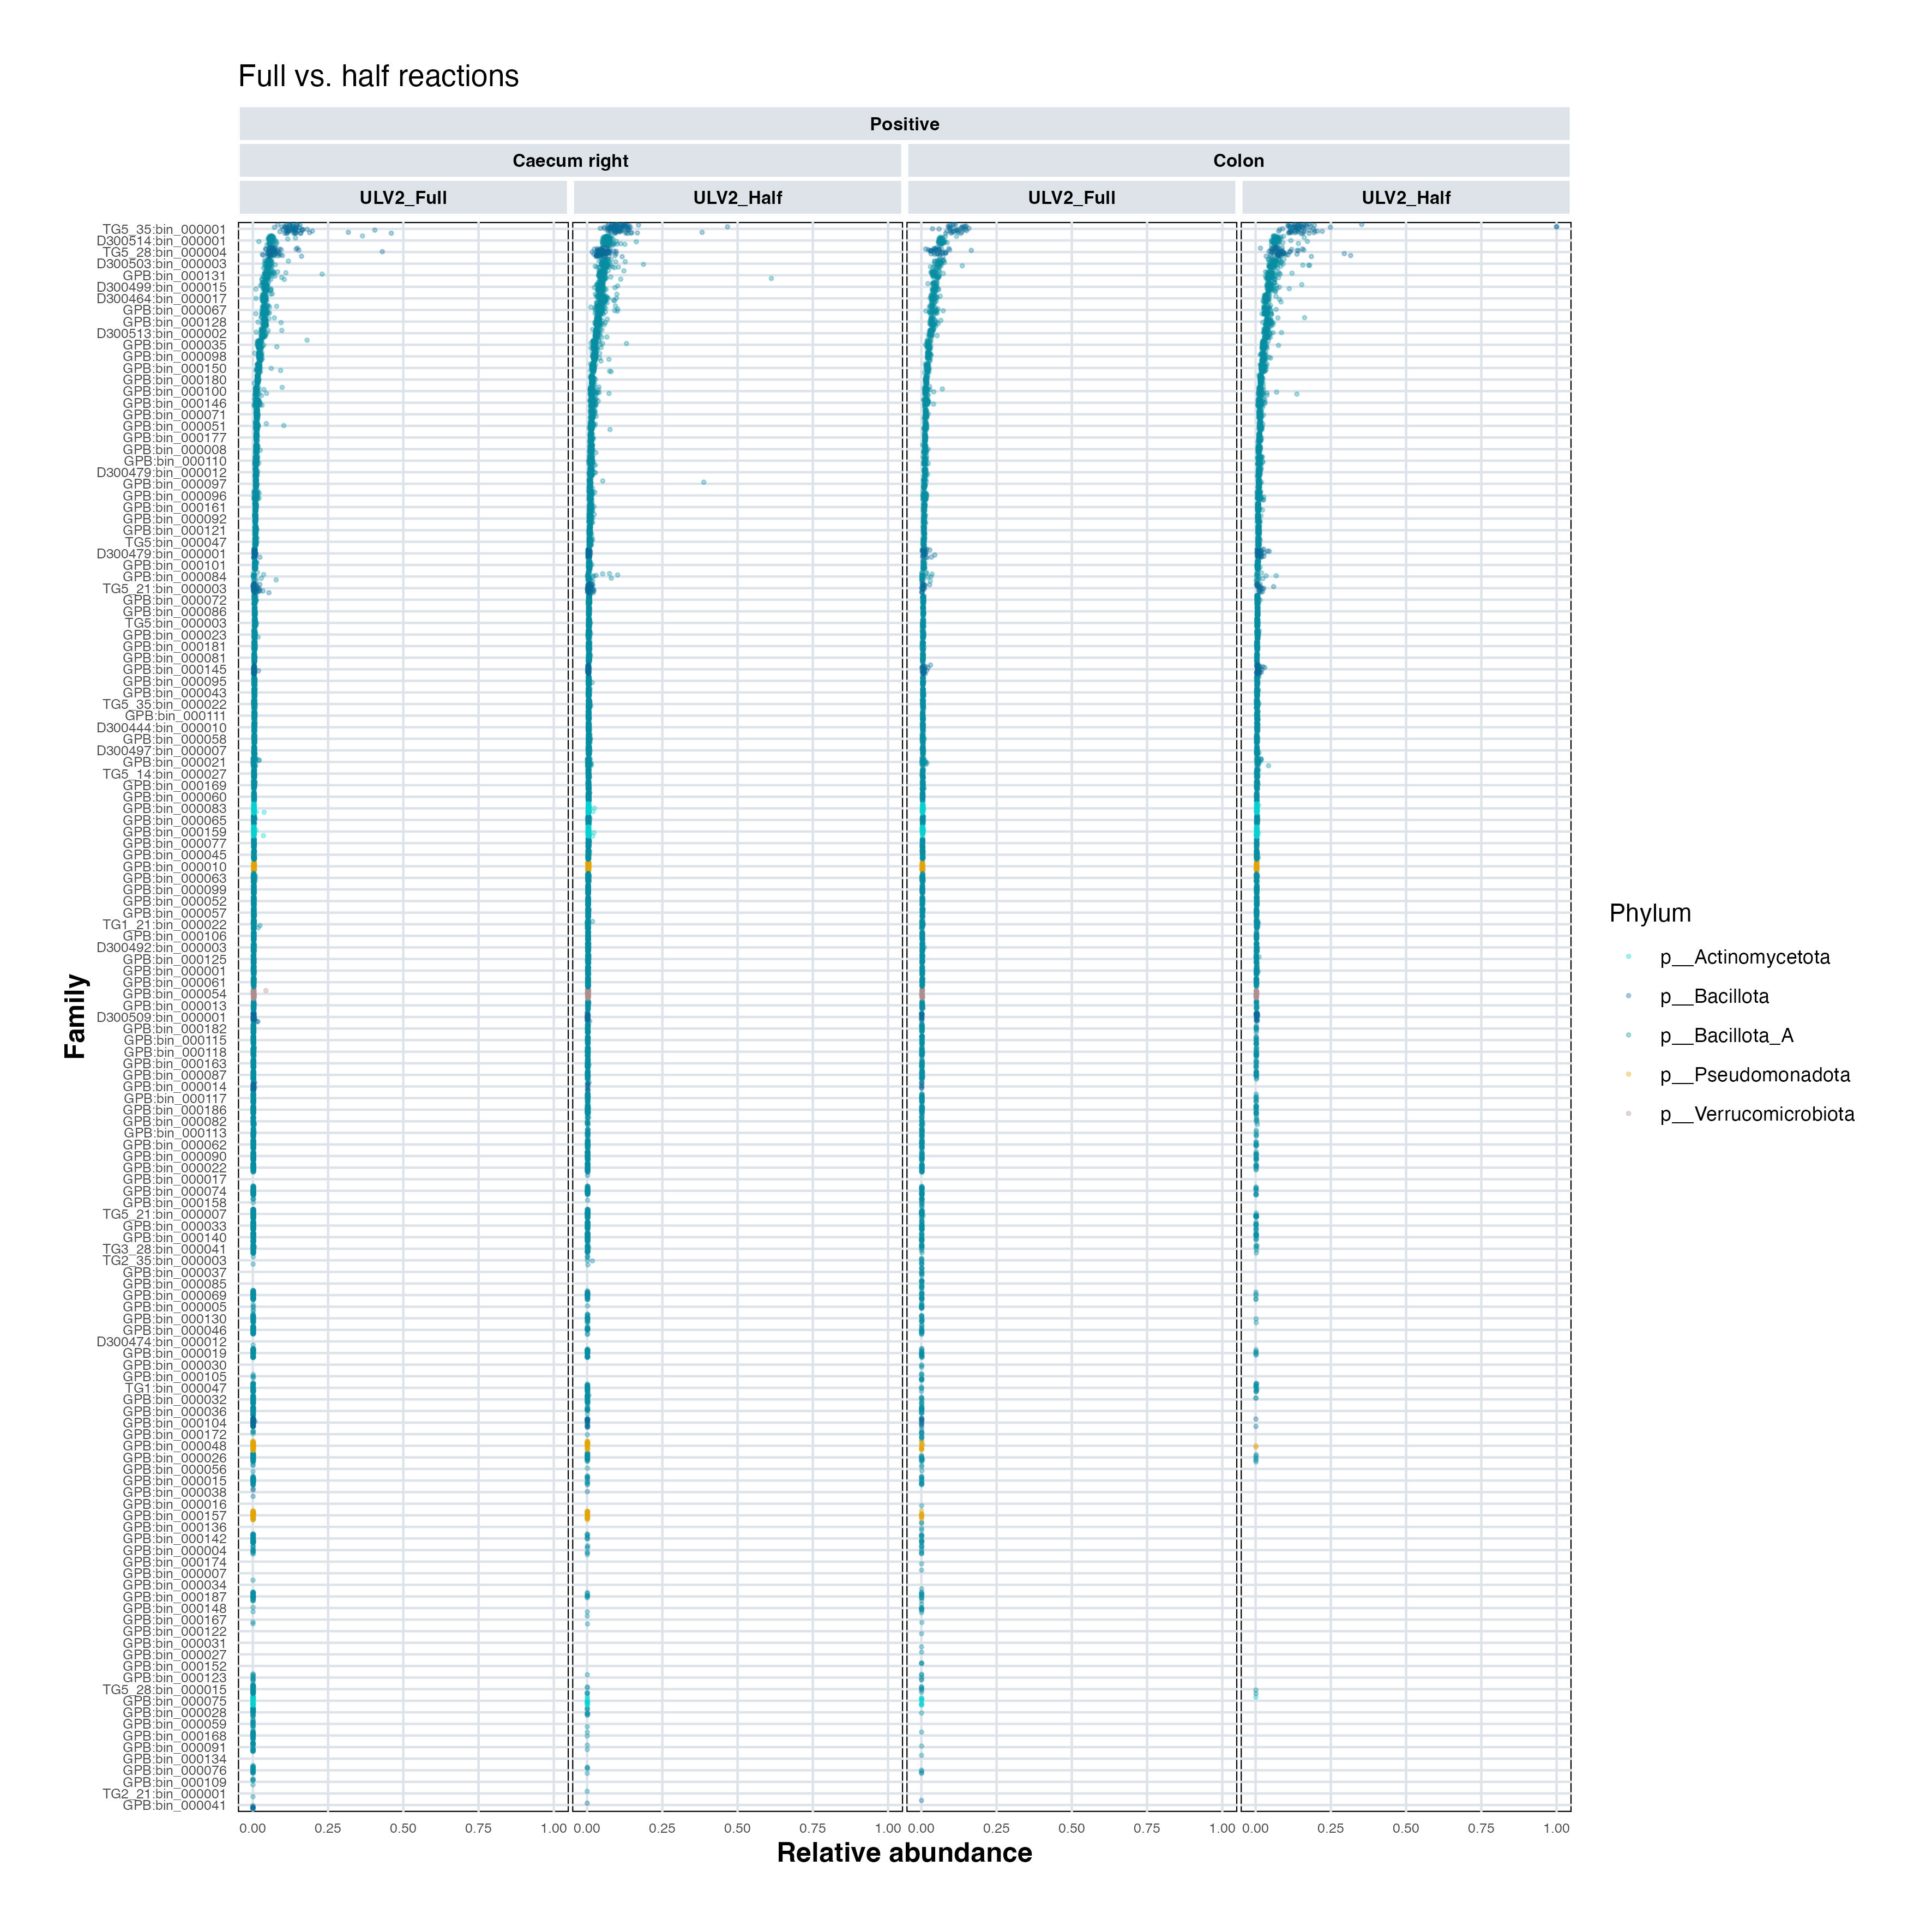 Full vs. half reactions
Positive
Caecum right
Colon
ULV2_Full
ULV2_Half
ULV2_Full
ULV2_Half
TG5_35:bin_000001
D300514:bin_000001
TG5_28:bin_000004
D300503:bin_000003
GPB:bin_000131
D300499:bin_000015
D300464:bin_000017
GPB:bin_000067
GPB:bin_000128
D300513:bin_000002
GPB:bin_000035
GPB:bin_000098
GPB:bin_000150
GPB:bin_000180
GPB:bin_000100
GPB:bin_000146
GPB:bin_000071
GPB:bin_000051
GPB:bin_000177
GPB:bin_000008
GPB:bin_000110
D300479:bin_000012
GPB:bin_000097
GPB:bin_000096
GPB:bin_000161
GPB:bin_000092
GPB:bin_000121
TG5:bin_000047
D300479:bin_000001
GPB:bin_000101
GPB:bin_000084
TG5_21:bin_000003
GPB:bin_000072
GPB:bin_000086
TG5:bin_000003
GPB:bin_000023
GPB:bin_000181
GPB:bin_000081
GPB:bin_000145
GPB:bin_000095
GPB:bin_000043
TG5_35:bin_000022
GPB:bin_000111
D300444:bin_000010
GPB:bin_000058
D300497:bin_000007
GPB:bin_000021
TG5_14:bin_000027
GPB:bin_000169
GPB:bin_000060
GPB:bin_000083
GPB:bin_000065
GPB:bin_000159
GPB:bin_000077
GPB:bin_000045
GPB:bin_000010
GPB:bin_000063
GPB:bin_000099
GPB:bin_000052
GPB:bin_000057
TG1_21:bin_000022
GPB:bin_000106
D300492:bin_000003
GPB:bin_000125
GPB:bin_000001
GPB:bin_000061
GPB:bin_000054
GPB:bin_000013
D300509:bin_000001
GPB:bin_000182
GPB:bin_000115
GPB:bin_000118
GPB:bin_000163
GPB:bin_000087
GPB:bin_000014
GPB:bin_000117
GPB:bin_000186
GPB:bin_000082
GPB:bin_000113
GPB:bin_000062
GPB:bin_000090
GPB:bin_000022
GPB:bin_000017
GPB:bin_000074
GPB:bin_000158
TG5_21:bin_000007
GPB:bin_000033
GPB:bin_000140
TG3_28:bin_000041
TG2_35:bin_000003
GPB:bin_000037
GPB:bin_000085
GPB:bin_000069
GPB:bin_000005
GPB:bin_000130
GPB:bin_000046
D300474:bin_000012
GPB:bin_000019
GPB:bin_000030
GPB:bin_000105
TG1:bin_000047
GPB:bin_000032
GPB:bin_000036
GPB:bin_000104
GPB:bin_000172
GPB:bin_000048
GPB:bin_000026
GPB:bin_000056
GPB:bin_000015
GPB:bin_000038
GPB:bin_000016
GPB:bin_000157
GPB:bin_000136
GPB:bin_000142
GPB:bin_000004
GPB:bin_000174
GPB:bin_000007
GPB:bin_000034
GPB:bin_000187
GPB:bin_000148
GPB:bin_000167
GPB:bin_000122
GPB:bin_000031
GPB:bin_000027
GPB:bin_000152
GPB:bin_000123
TG5_28:bin_000015
GPB:bin_000075
GPB:bin_000028
GPB:bin_000059
GPB:bin_000168
GPB:bin_000091
GPB:bin_000134
GPB:bin_000076
GPB:bin_000109
TG2_21:bin_000001
GPB:bin_000041
Family
0.00 0.25 0.50 0.75 1.00 0.00 0.25 0.50 0.75 1.00 0.00 0.25 0.50 0.75 1.00 0.00 0.25 0.50 0.75 1.00
Relative abundance
Phylum
p__Actinomycetota
p__Bacillota
p__Bacillota_A
p__Pseudomonadota
p__Verrucomicrobiota